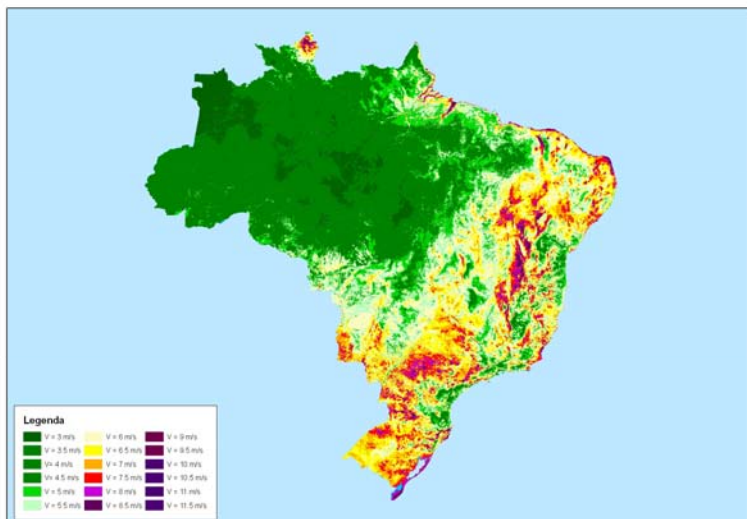 Legenda
V = 3 m/s
V = 3.5 m/s
V= 4 m/s
V= 4.5 m/s
V = 5 m/s
V = 5.5 m/s
V = 6 m/s
V = 6.5 m/s
V = 7 m/s
V = 7.5 m/s
V = 8 m/s
V = 8.5 m/s
V = 9 m/s
V = 9.5 m/s
V = 10 m/s
V = 10.5 m/s
V = 11 m/s
V = 11.5 m/s